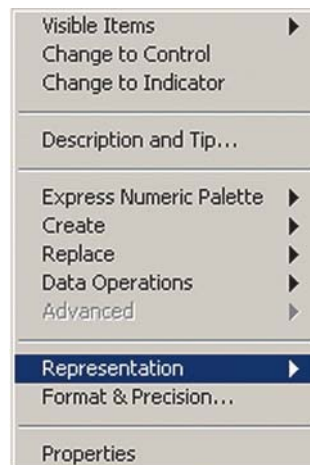 Visible Items
Change to Control
Change to Indicator
Description and Tip...
Express Numeric Palette
Create
Replace
Data Operations
Advanced
Representation
Format & Precision...
Properties